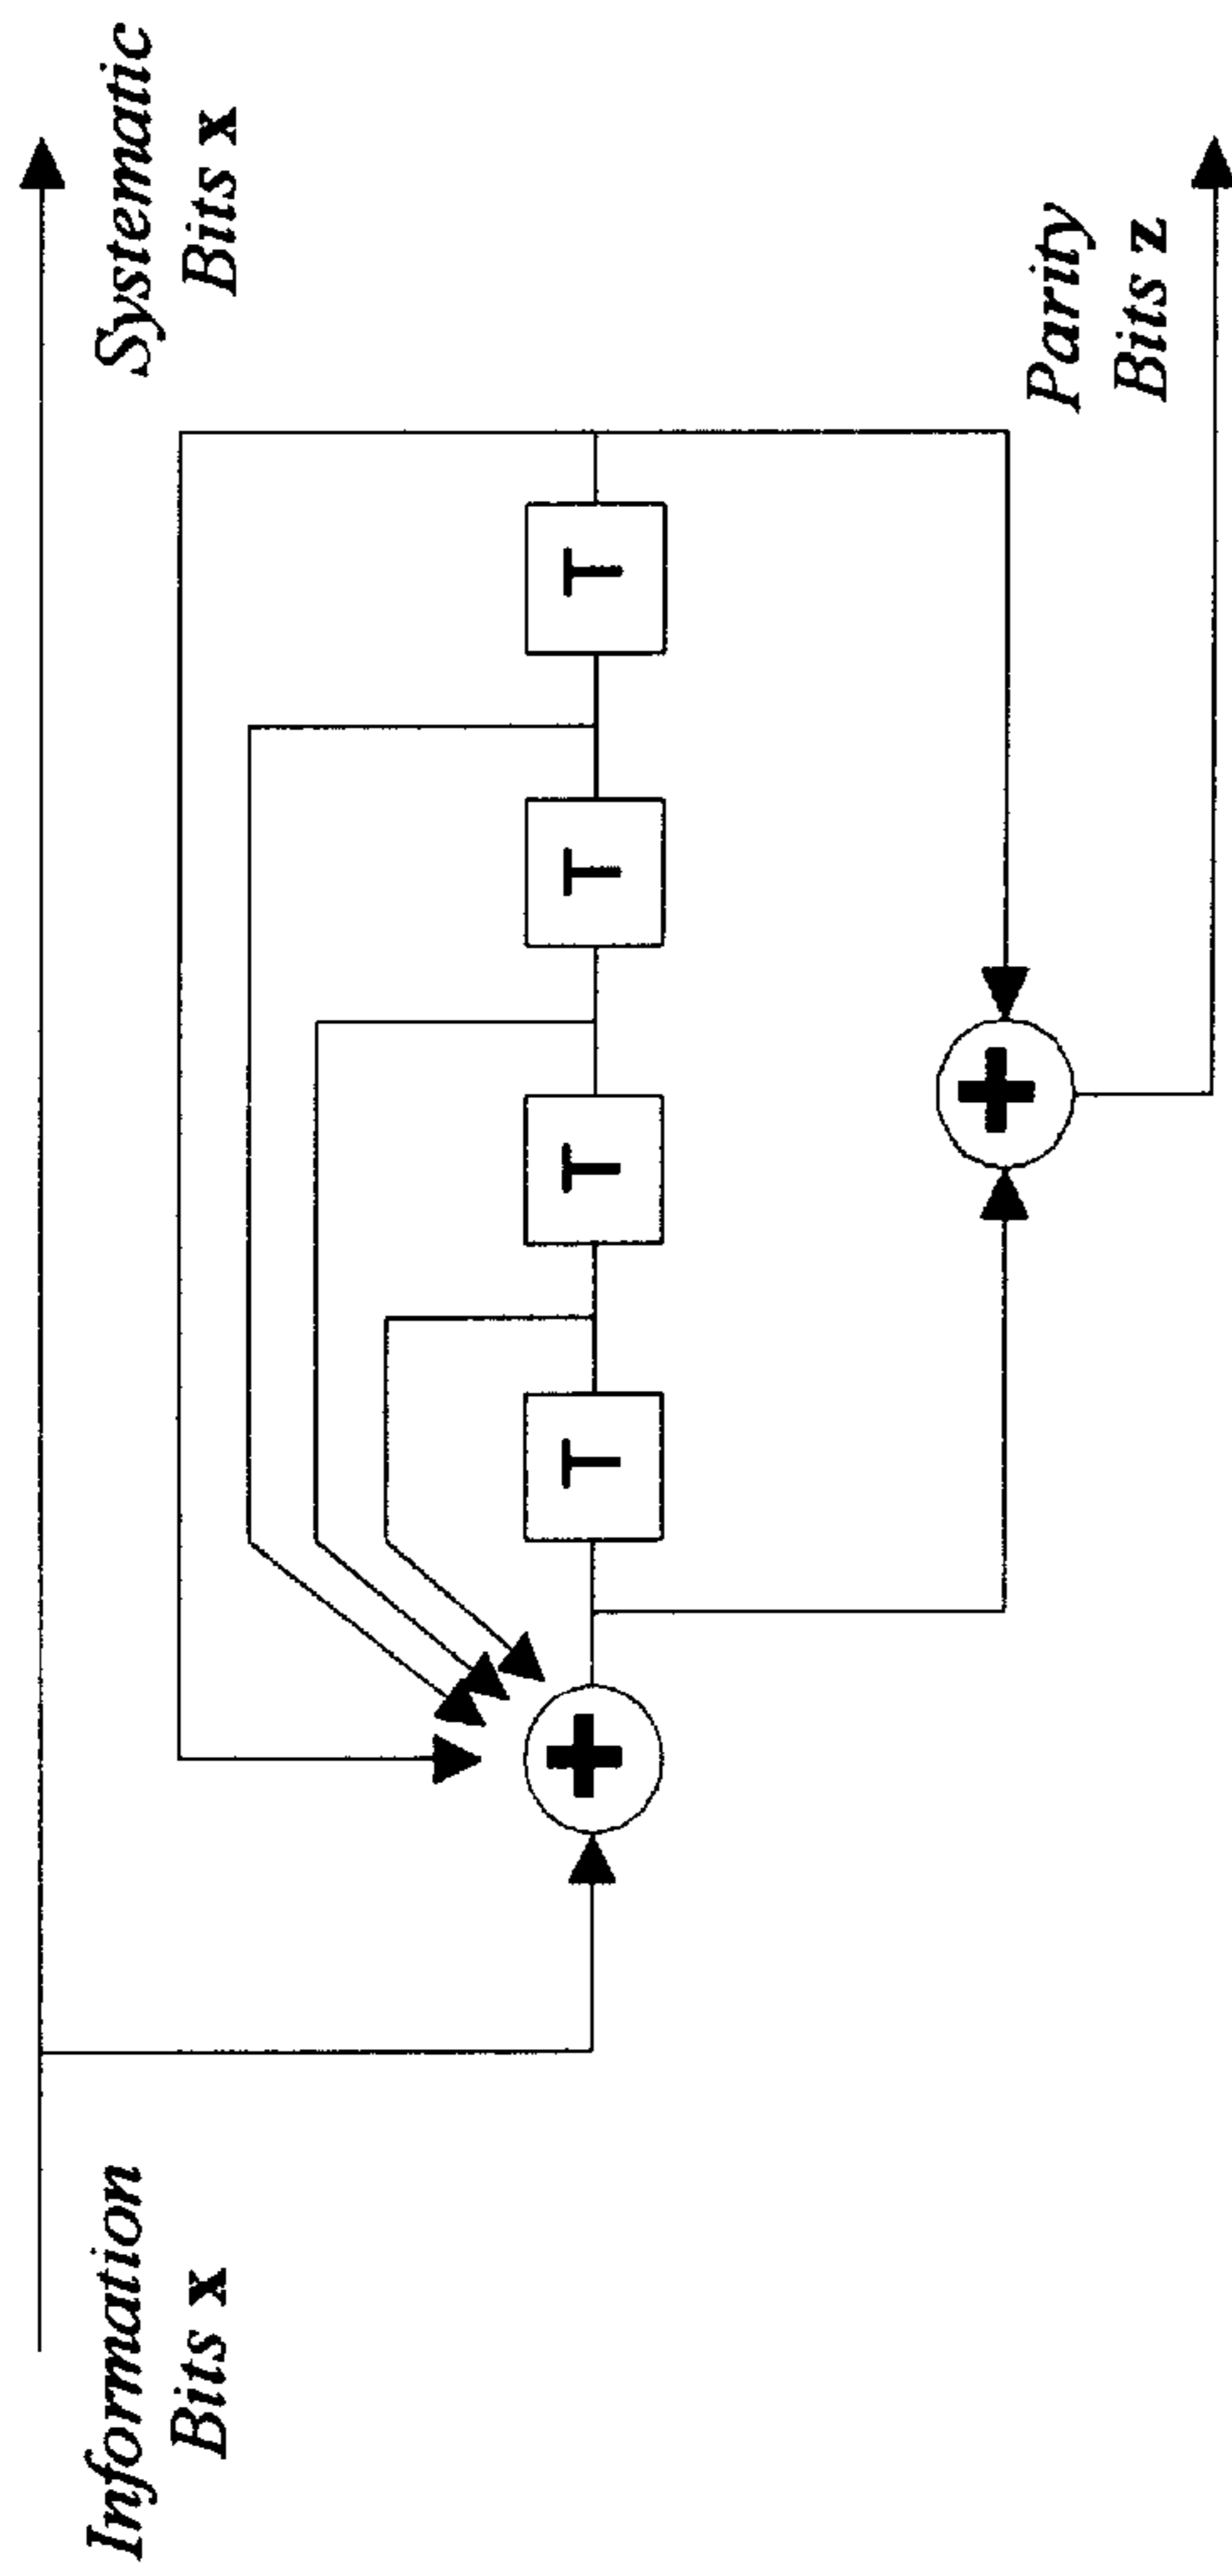 Information
Bits x
Systematic
Bits x
T
T
T
T
+
+
Parity
Bits z